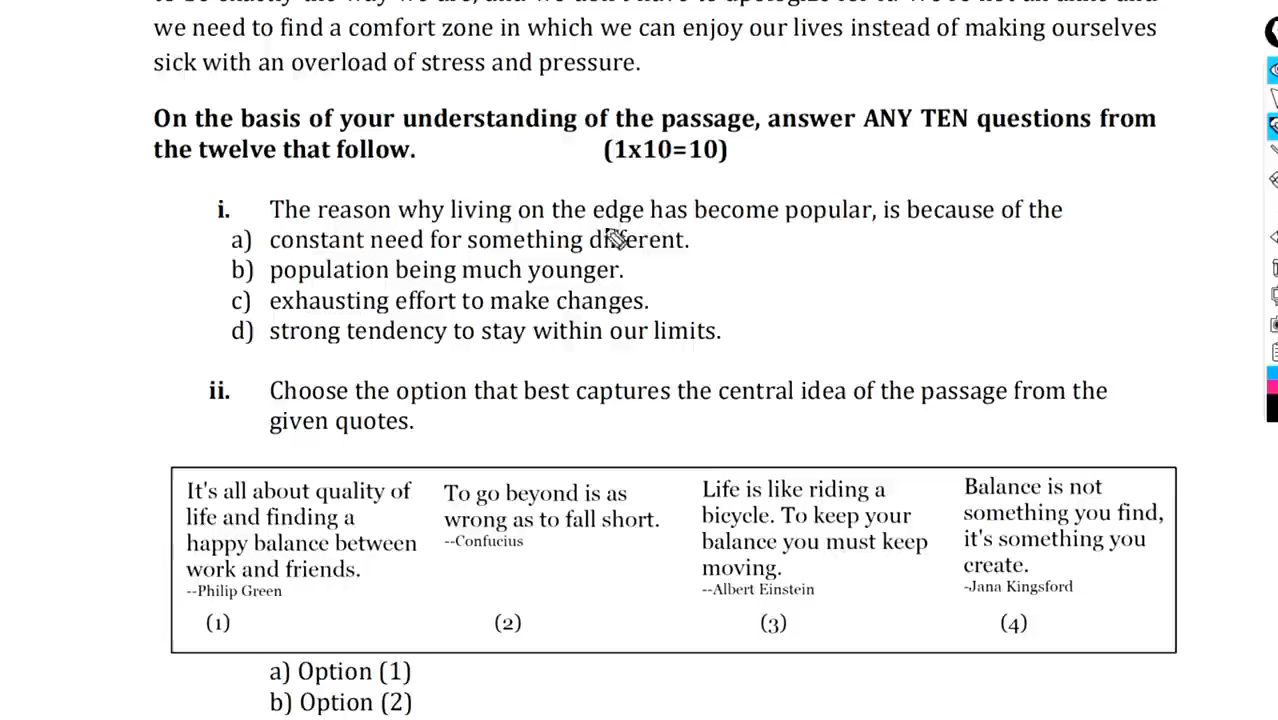 we need to find a comfort zone in which we can enjoy our lives instead of making ourselves
sick with an overload of stress and pressure.
On the basis of your understanding of the passage, answer ANY TEN questions from
the twelve that follow. (1x10=10)
i. The reason why living on the edge has become popular, is because of the
a) constant need for something different.
b) population being much younger.
c) exhausting effort to make changes.
d) strong tendency to stay within our limits.
ii. Choose the option that best captures the central idea of the passage from the
given quotes.
It's all about quality of
life and finding a
happy balance between
work and friends.
--Philip Green
(1)
To go beyond is as
wrong as to fall short.
--Confucius
(2)
Life is like riding a
bicycle. To keep your
balance you must keep
moving.
--Albert Einstein
(3)
Balance is not
something you find,
it's something you
create.
-Jana Kingsford
(4)
a) Option (1)
b) Option (2)